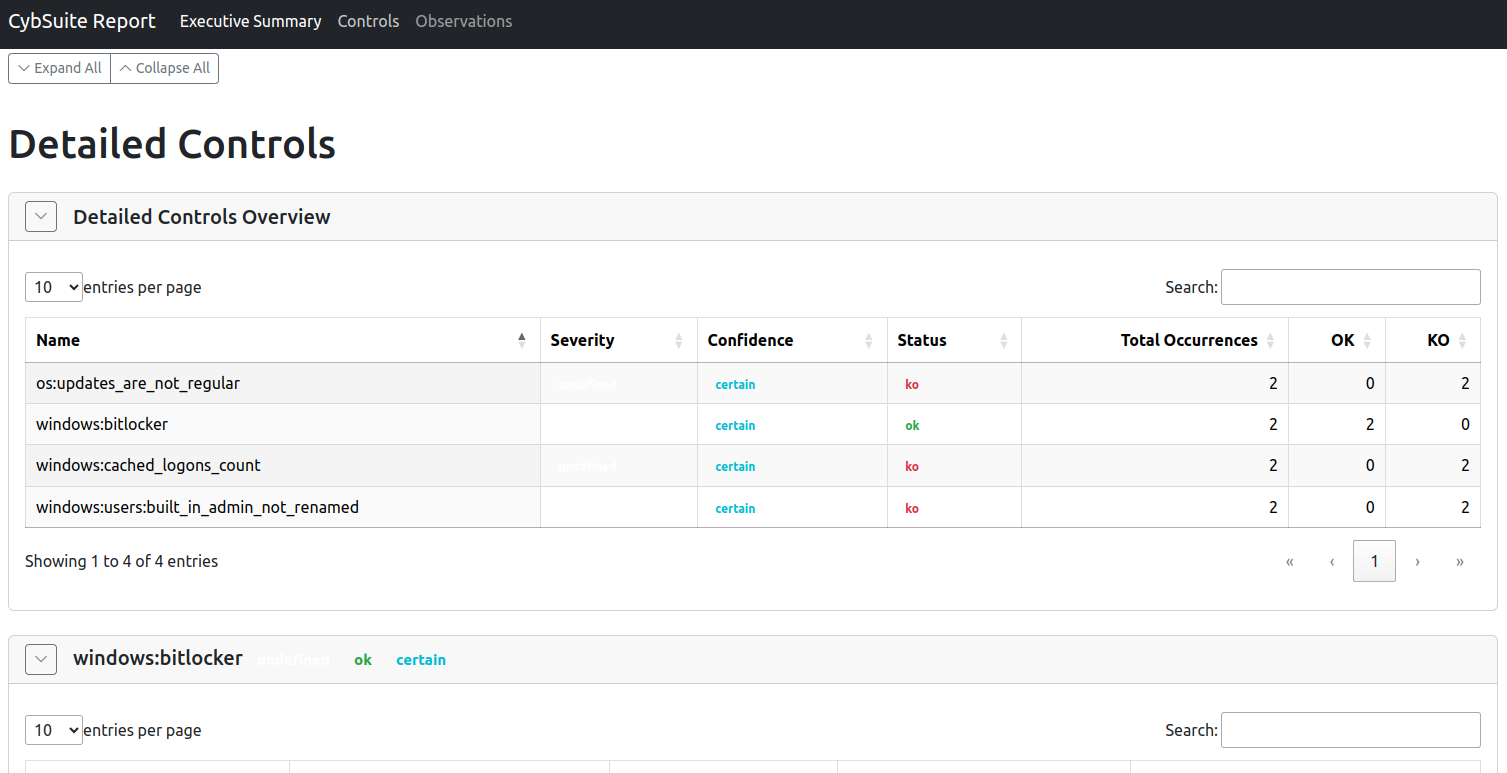 CybSuite Report Executive Summary Controls Observations
Expand All Collapse All
Detailed Controls
Detailed Controls Overview
10 entries per page Search:
Name Severity Confidence Status Total Occurrences OK KO
os:updates_are_not_regular undefined certain ko 2 0 2
windows:bitlocker certain ok 2 2 0
windows:cached_logons_count undefined certain ko 2 0 2
windows:users:built_in_admin_not_renamed certain ko 2 0 2
Showing 1 to 4 of 4 entries « ‹ 1 › »
windows:bitlocker undefined ok certain
10 entries per page Search: